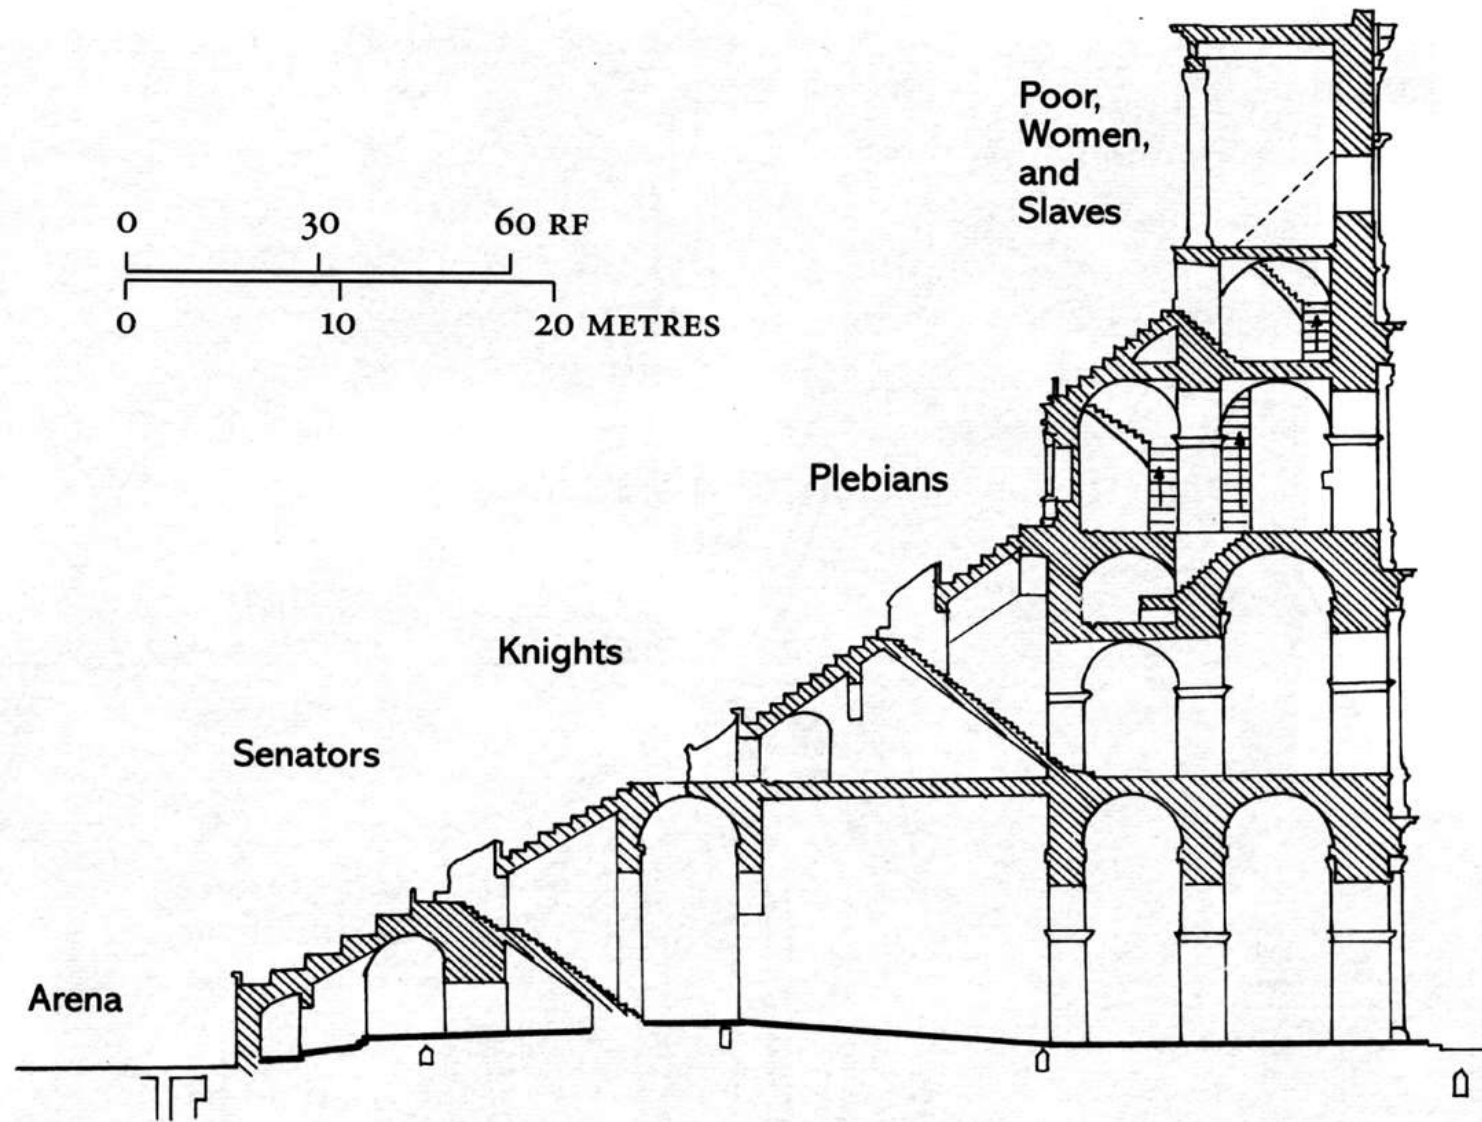 Poor,
Women,
and
Slaves
0 30 60 RF
0 10 20 METRES
Plebians
Knights
Senators
Arena